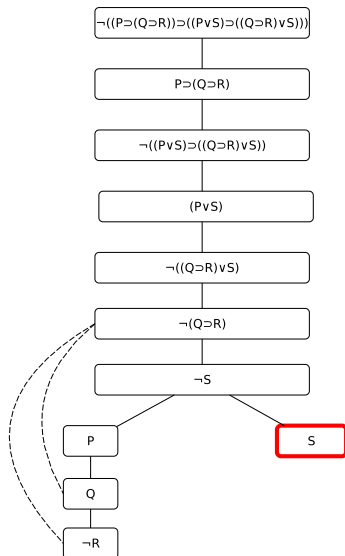 ¬((P⊃(Q⊃R))⊃((P∨S)⊃((Q⊃R)∨S)))
P⊃(Q⊃R)
¬((P∨S)⊃((Q⊃R)∨S))
(P∨S)
¬((Q⊃R)∨S)
¬(Q⊃R)
¬S
P
S
Q
¬R